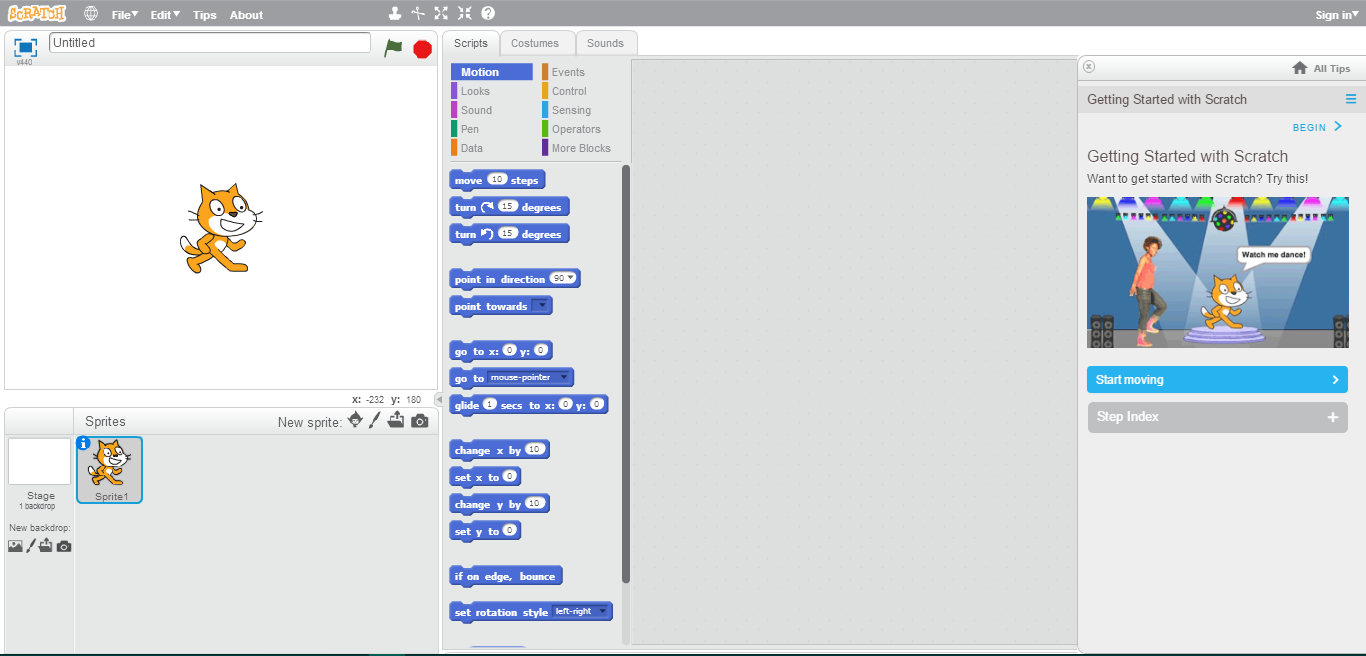 SCRATCH File Edit Tips About Sign in
v440 Untitled
Scripts Costumes Sounds
Motion Events
Looks Control
Sound Sensing
Pen Operators
Data More Blocks
move 10 steps
turn 15 degrees
turn 15 degrees
point in direction 90
point towards
go to x: 0 y: 0
go to mouse-pointer
glide 1 secs to x: 0 y: 0
change x by 10
set x to 0
change y by 10
set y to 0
if on edge, bounce
set rotation style left-right
x: -232 y: 180
Sprites New sprite:
Stage
1 backdrop
New backdrop:
Sprite1
All Tips
Getting Started with Scratch
BEGIN
Getting Started with Scratch
Want to get started with Scratch? Try this!
Watch me dance!
Start moving
Step Index